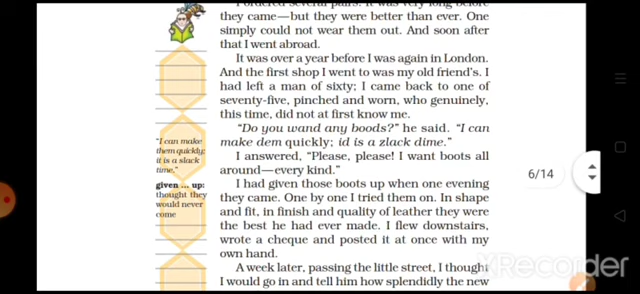 I ordered several pairs. It was very long before
they came—but they were better than ever. One
simply could not wear them out. And soon after
that I went abroad.
It was over a year before I was again in London.
And the first shop I went to was my old friend's. I
had left a man of sixty; I came back to one of
seventy-five, pinched and worn, who genuinely,
this time, did not at first know me.
“Do you wand any boods?” he said. “I can
make dem quickly; id is a zlack dime.”
I answered, “Please, please! I want boots all
around—every kind.”
I had given those boots up when one evening
they came. One by one I tried them on. In shape
and fit, in finish and quality of leather they were
the best he had ever made. I flew downstairs,
wrote a cheque and posted it at once with my
own hand.
A week later, passing the little street, I thought
I would go in and tell him how splendidly the new
“I can make
them quickly;
it is a slack
time.”
given ... up:
thought they
would never
come
6/14
XRecorder